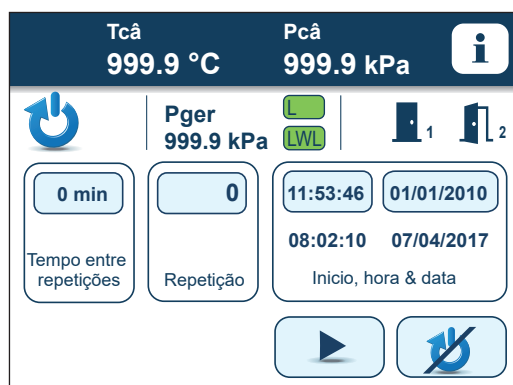 Tcâ Pcâ
999.9 °C 999.9 kPa
i
Pger
999.9 kPa
L
LWL
1 2
0 min
Tempo entre
repetições
0
Repetição
11:53:46 01/01/2010
08:02:10 07/04/2017
Inicio, hora & data